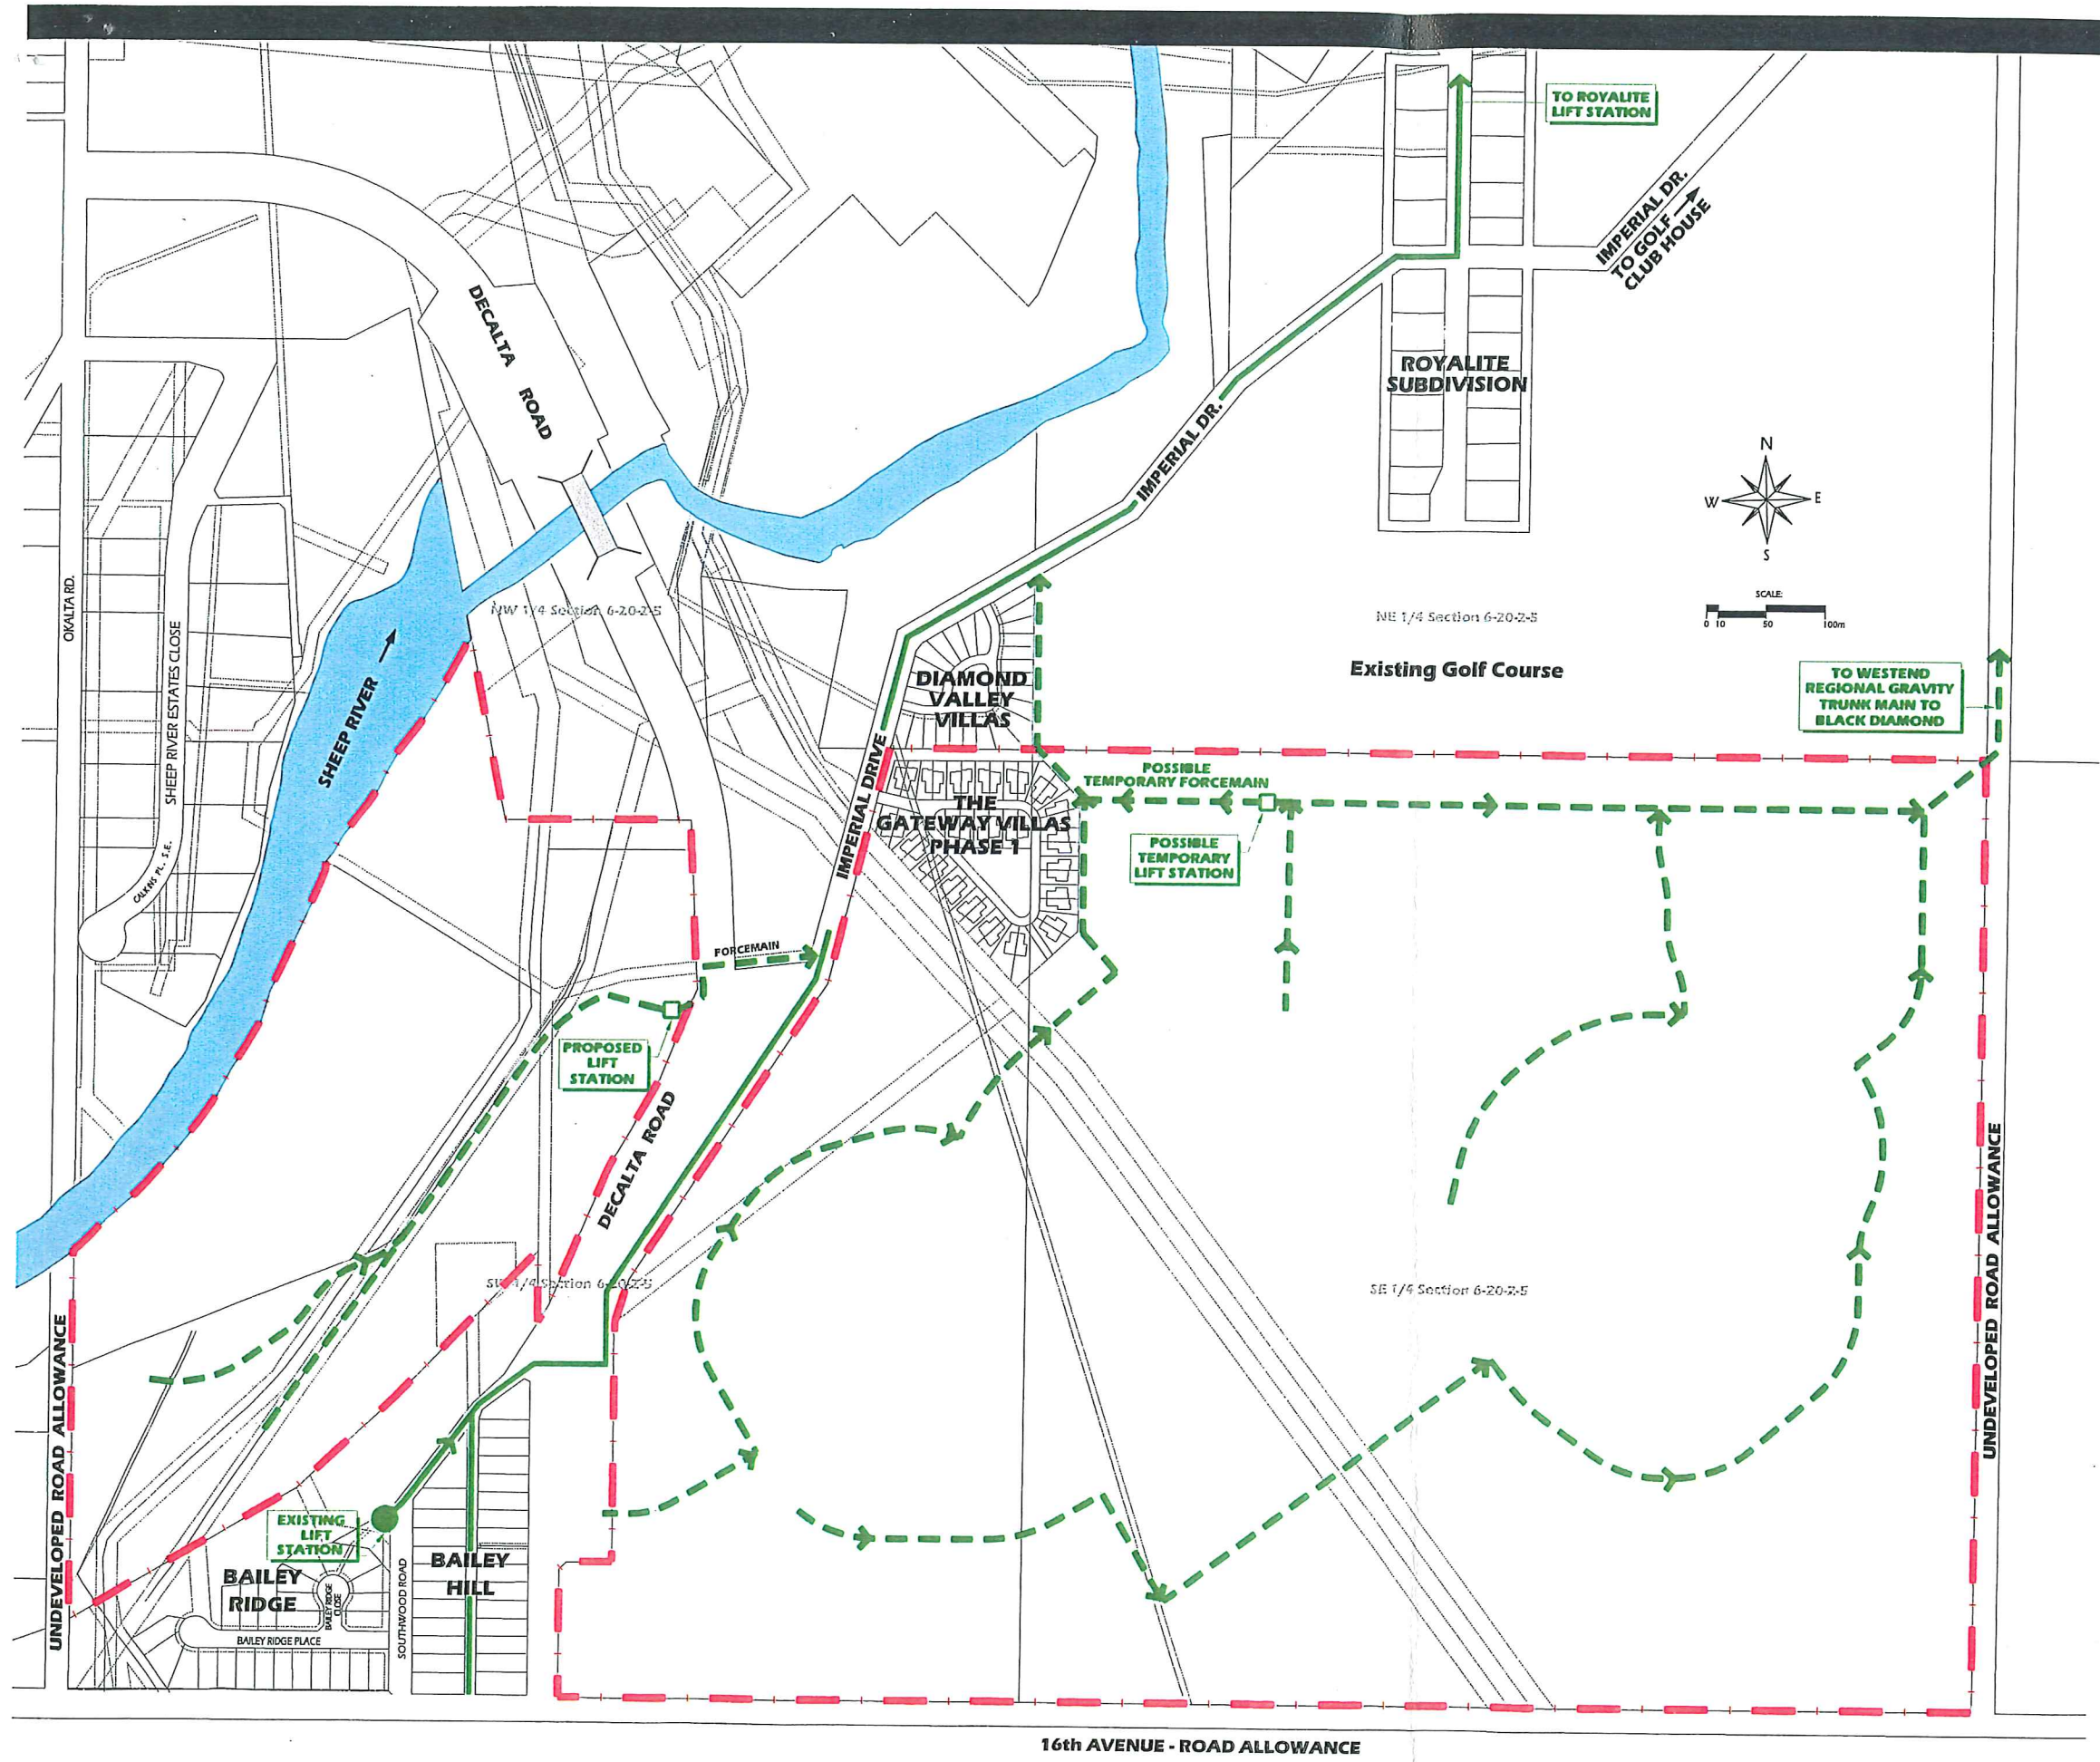 TO ROYALITE
LIFT STATION
IMPERIAL DR.
TO GOLF
CLUB HOUSE
DECALTA ROAD
ROYALITE
SUBDIVISION
IMPERIAL DR.
N
W
E
S
SCALE:
0 10 50 100m
OKALTA RD.
SHEEP RIVER ESTATES CLOSE
NW 1/4 Section 6-20-2-5
NE 1/4 Section 6-20-2-5
Existing Golf Course
SHEEP RIVER
DIAMOND
VALLEY
VILLAS
TO WESTEND
REGIONAL GRAVITY
TRUNK MAIN TO
BLACK DIAMOND
IMPERIAL DRIVE
POSSIBLE
TEMPORARY FORCEMAIN
THE
GATEWAY VILLAS
PHASE 1
POSSIBLE
TEMPORARY
LIFT STATION
CALKINS PL. S.E.
FORCEMAIN
PROPOSED
LIFT
STATION
DECALTA ROAD
UNDEVELOPED ROAD ALLOWANCE
SW 1/4 Section 6-20-2-5
SE 1/4 Section 6-20-2-5
UNDEVELOPED ROAD ALLOWANCE
EXISTING
LIFT
STATION
BAILEY
RIDGE
BAILEY RIDGE
CLOSE
BAILEY RIDGE PLACE
SOUTHWOOD ROAD
BAILEY
HILL
16th AVENUE - ROAD ALLOWANCE